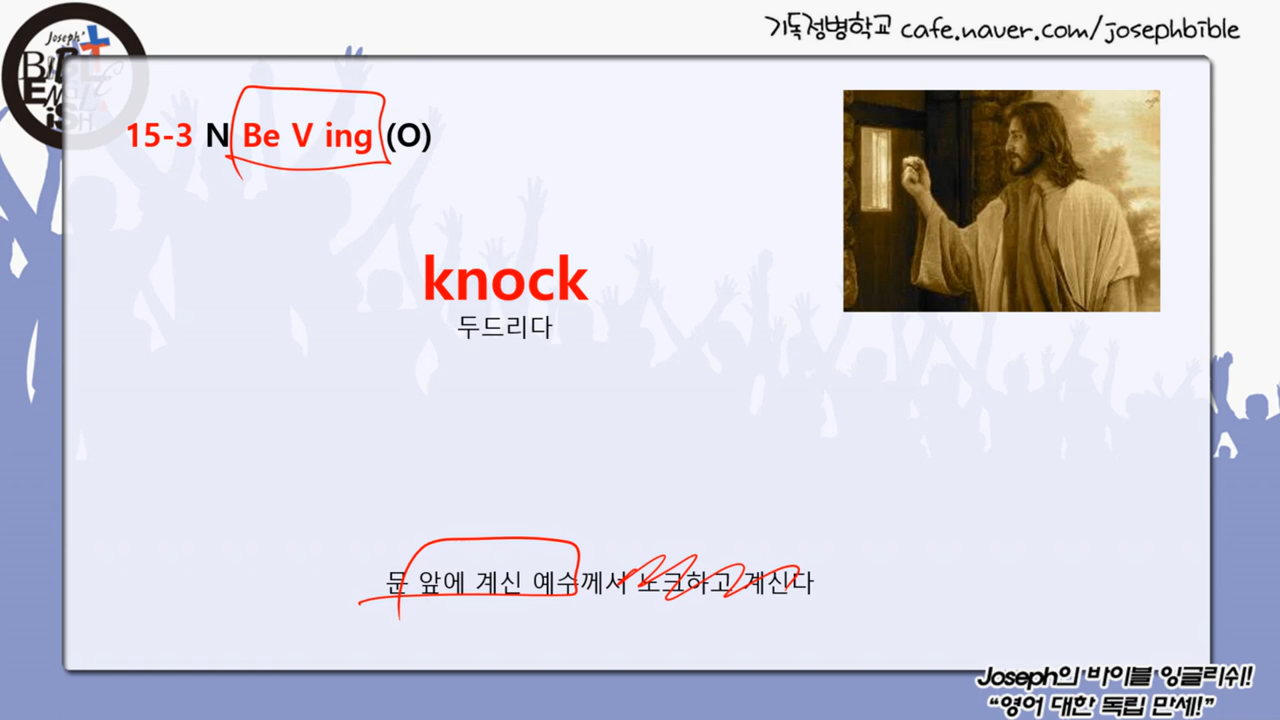 기독정병학교 cafe.naver.com/josephbible
Joseph'
BIBLE
ENGL
iSH
15-3 N Be V ing (O)
knock
두드리다
문 앞에 계신 예수께서 노크하고 계신다
Joseph의 바이블 잉글리쉬!
“영어 대한 독립 만세!”